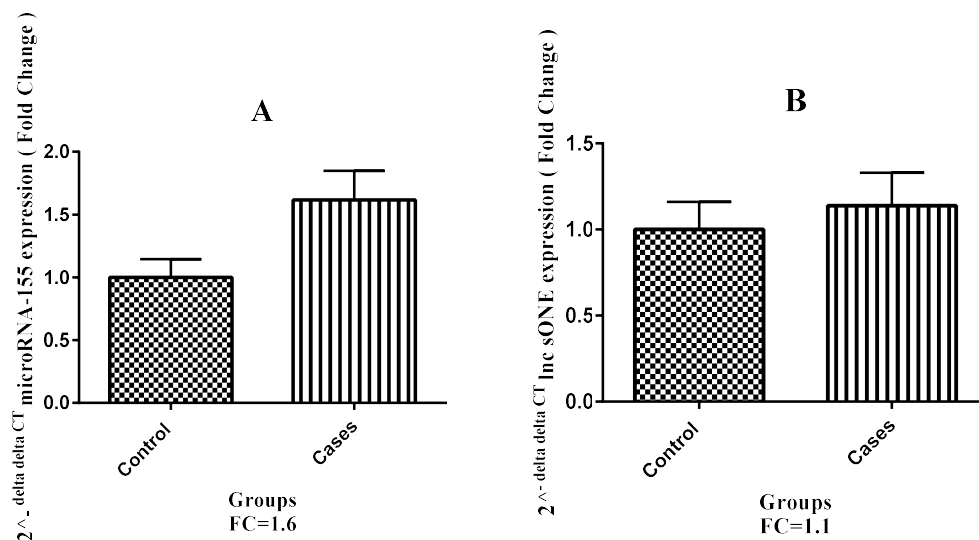 A
2^- delta delta CT microRNA-155 expression ( Fold Change )
2.0
1.5
1.0
0.5
0.0
Control
Cases
Groups
FC=1.6
B
2^- delta delta CT lnc sONE expression ( Fold Change )
1.5
1.0
0.5
0.0
Control
Cases
Groups
FC=1.1